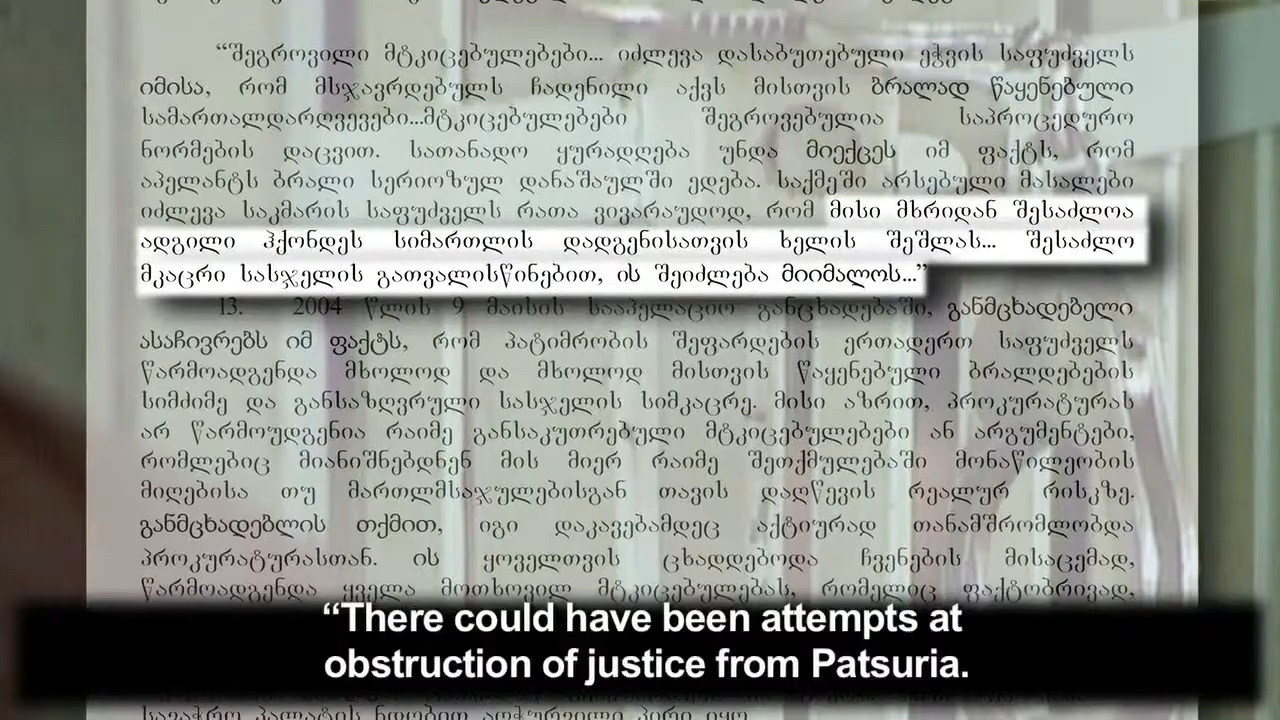 “შეგროვილი მტკიცებულებები... იძლევა დასაბუთებული ეჭვის საფუძველს
იმისა, რომ მსჯავრდებულს ჩადენილი აქვს მისთვის ბრალად წაყენებული
სამართალდარღვევები...მტკიცებულებები შეგროვებულია საპროცედურო
ნორმების დაცვით. სათანადო ყურადღება უნდა მიექცეს იმ ფაქტს, რომ
აპელანტს ბრალი სერიოზულ დანაშაულში ედება. საქმეში არსებული მასალები
იძლევა საკმარის საფუძველს რათა ვივარაუდოდ, რომ მისი მხრიდან შესაძლოა
ადგილი ჰქონდეს სიმართლის დადგენისათვის ხელის შეშლას... შესაძლო
მკაცრი სასჯელის გათვალისწინებით, ის შეიძლება მიიმალოს...”
13. 2004 წლის 9 მაისის სააპელაციო განცხადებაში, განმცხადებელი
ასაჩივრებს იმ ფაქტს, რომ პატიმრობის შეფარდების ერთადერთ საფუძველს
წარმოადგენდა მხოლოდ და მხოლოდ მისთვის წაყენებული ბრალდებების
სიმძიმე და განსაზღვრული სასჯელის სიმკაცრე. მისი აზრით, პროკურატურას
არ წარმოუდგენია რაიმე განსაკუთრებული მტკიცებულებები ან არგუმენტები,
რომლებიც მიანიშნებდნენ მის მიერ რაიმე შეთქმულებაში მონაწილეობის
მიღებისა თუ მართლმსაჯულებისგან თავის დაღწევის რეალურ რისკზე.
განმცხადებლის თქმით, იგი დაკავებამდეც აქტიურად თანამშრომლობდა
პროკურატურასთან. ის ყოველთვის ცხადდებოდა ჩვენების მისაცემად,
წარმოადგენდა ყველა მოთხოვილ მტკიცებულებას, რომელიც ფაქტობრივად,
“There could have been attempts at
obstruction of justice from Patsuria.